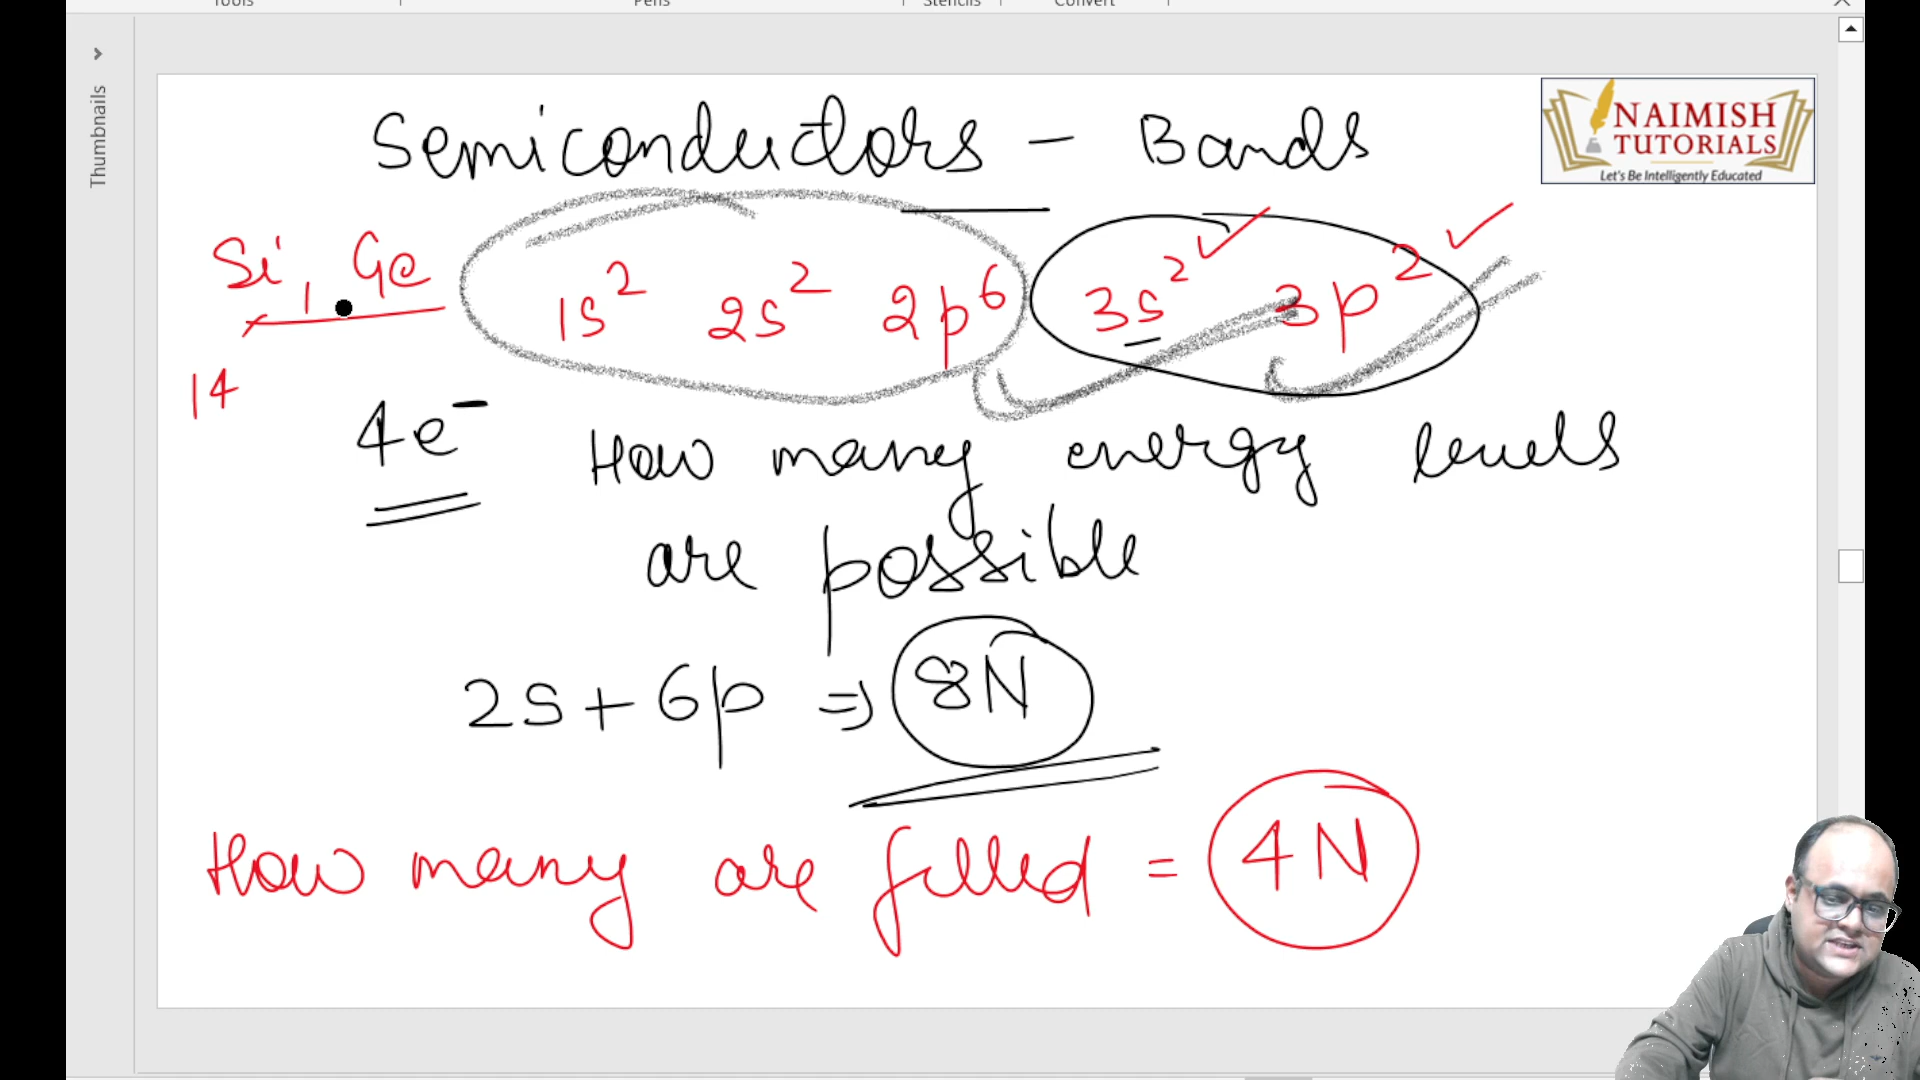 Tools Pens Stencils Convert
Thumbnails
Semiconductors - Bands
NAIMISH
TUTORIALS
Let's Be Intelligently Educated
Si, Ge 1s² 2s² 2p⁶ 3s² 3p²
14
4e⁻ How many energy levels
are possible
2s + 6p ⇒ 8N
How many are filled = 4N